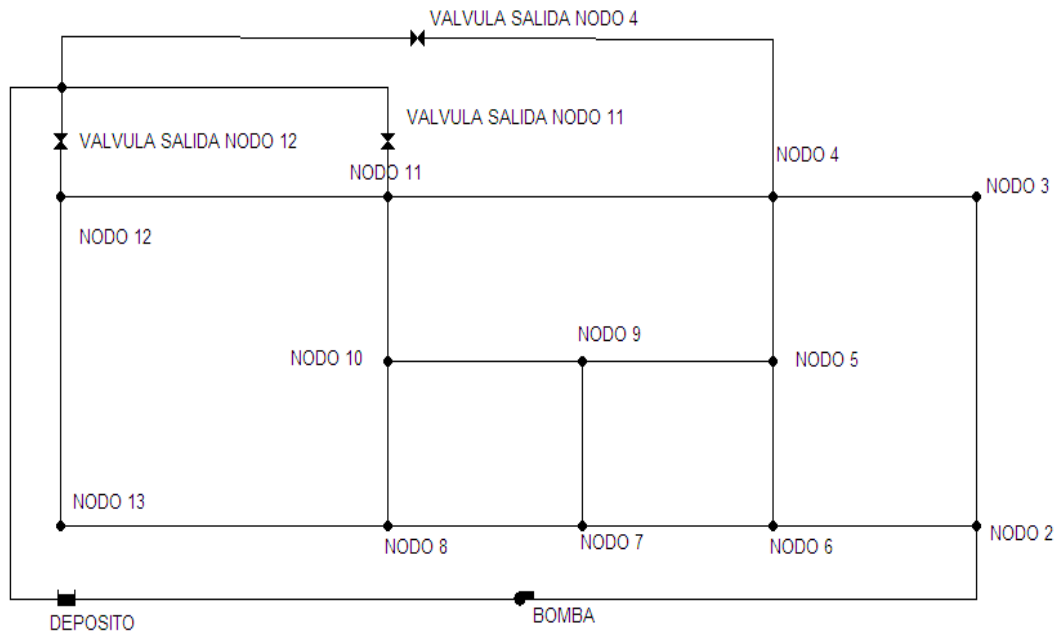 VALVULA SALIDA NODO 4
VALVULA SALIDA NODO 11
VALVULA SALIDA NODO 12
NODO 4
NODO 11
NODO 3
NODO 12
NODO 9
NODO 10
NODO 5
NODO 13
NODO 8
NODO 7
NODO 6
NODO 2
BOMBA
DEPOSITO